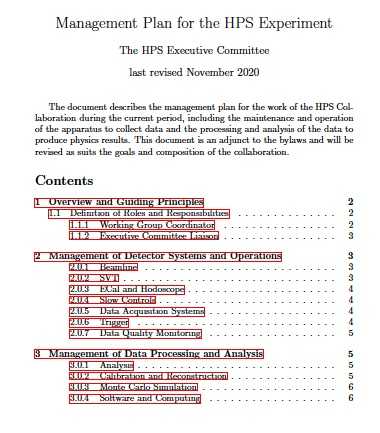 Management Plan for the HPS Experiment
The HPS Executive Committee
last revised November 2020
The document describes the management plan for the work of the HPS Col-
laboration during the current period, including the maintenance and operation
of the apparatus to collect data and the processing and analysis of the data to
produce physics results. This document is an adjunct to the bylaws and will be
revised as suits the goals and composition of the collaboration.
Contents
1 Overview and Guiding Principles 2
1.1 Definition of Roles and Responsibilities . . . . . . . . . . . . . 2
1.1.1 Working Group Coordinator . . . . . . . . . . . . . . 2
1.1.2 Executive Committee Liaison . . . . . . . . . . . . . . 3
2 Management of Detector Systems and Operations 3
2.0.1 Beamline . . . . . . . . . . . . . . . . . . . . . . . . 3
2.0.2 SVT . . . . . . . . . . . . . . . . . . . . . . . . . . 3
2.0.3 ECal and Hodoscope . . . . . . . . . . . . . . . . . . 4
2.0.4 Slow Controls . . . . . . . . . . . . . . . . . . . . . . 4
2.0.5 Data Acquisition Systems . . . . . . . . . . . . . . . . 4
2.0.6 Trigger . . . . . . . . . . . . . . . . . . . . . . . . . 4
2.0.7 Data Quality Monitoring . . . . . . . . . . . . . . . . 5
3 Management of Data Processing and Analysis 5
3.0.1 Analysis . . . . . . . . . . . . . . . . . . . . . . . . . 5
3.0.2 Calibration and Reconstruction . . . . . . . . . . . . . 5
3.0.3 Monte Carlo Simulation . . . . . . . . . . . . . . . . . 6
3.0.4 Software and Computing . . . . . . . . . . . . . . . . 6